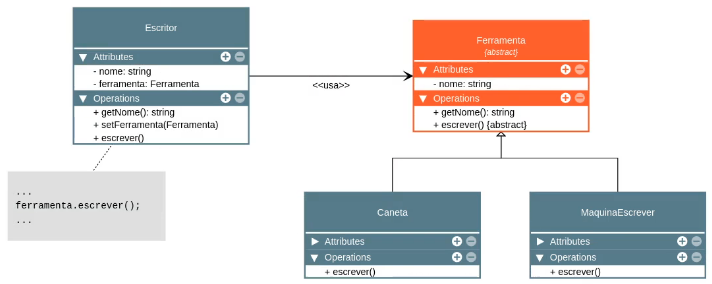 Escritor
Attributes
- nome: string
- ferramenta: Ferramenta
Operations
+ getNome(): string
+ setFerramenta(Ferramenta)
+ escrever()
...
ferramenta.escrever();
...
<<usa>>
Ferramenta
{abstract}
Attributes
- nome: string
Operations
+ getNome(): string
+ escrever() {abstract}
Caneta
Attributes
Operations
+ escrever()
MaquinaEscrever
Attributes
Operations
+ escrever()